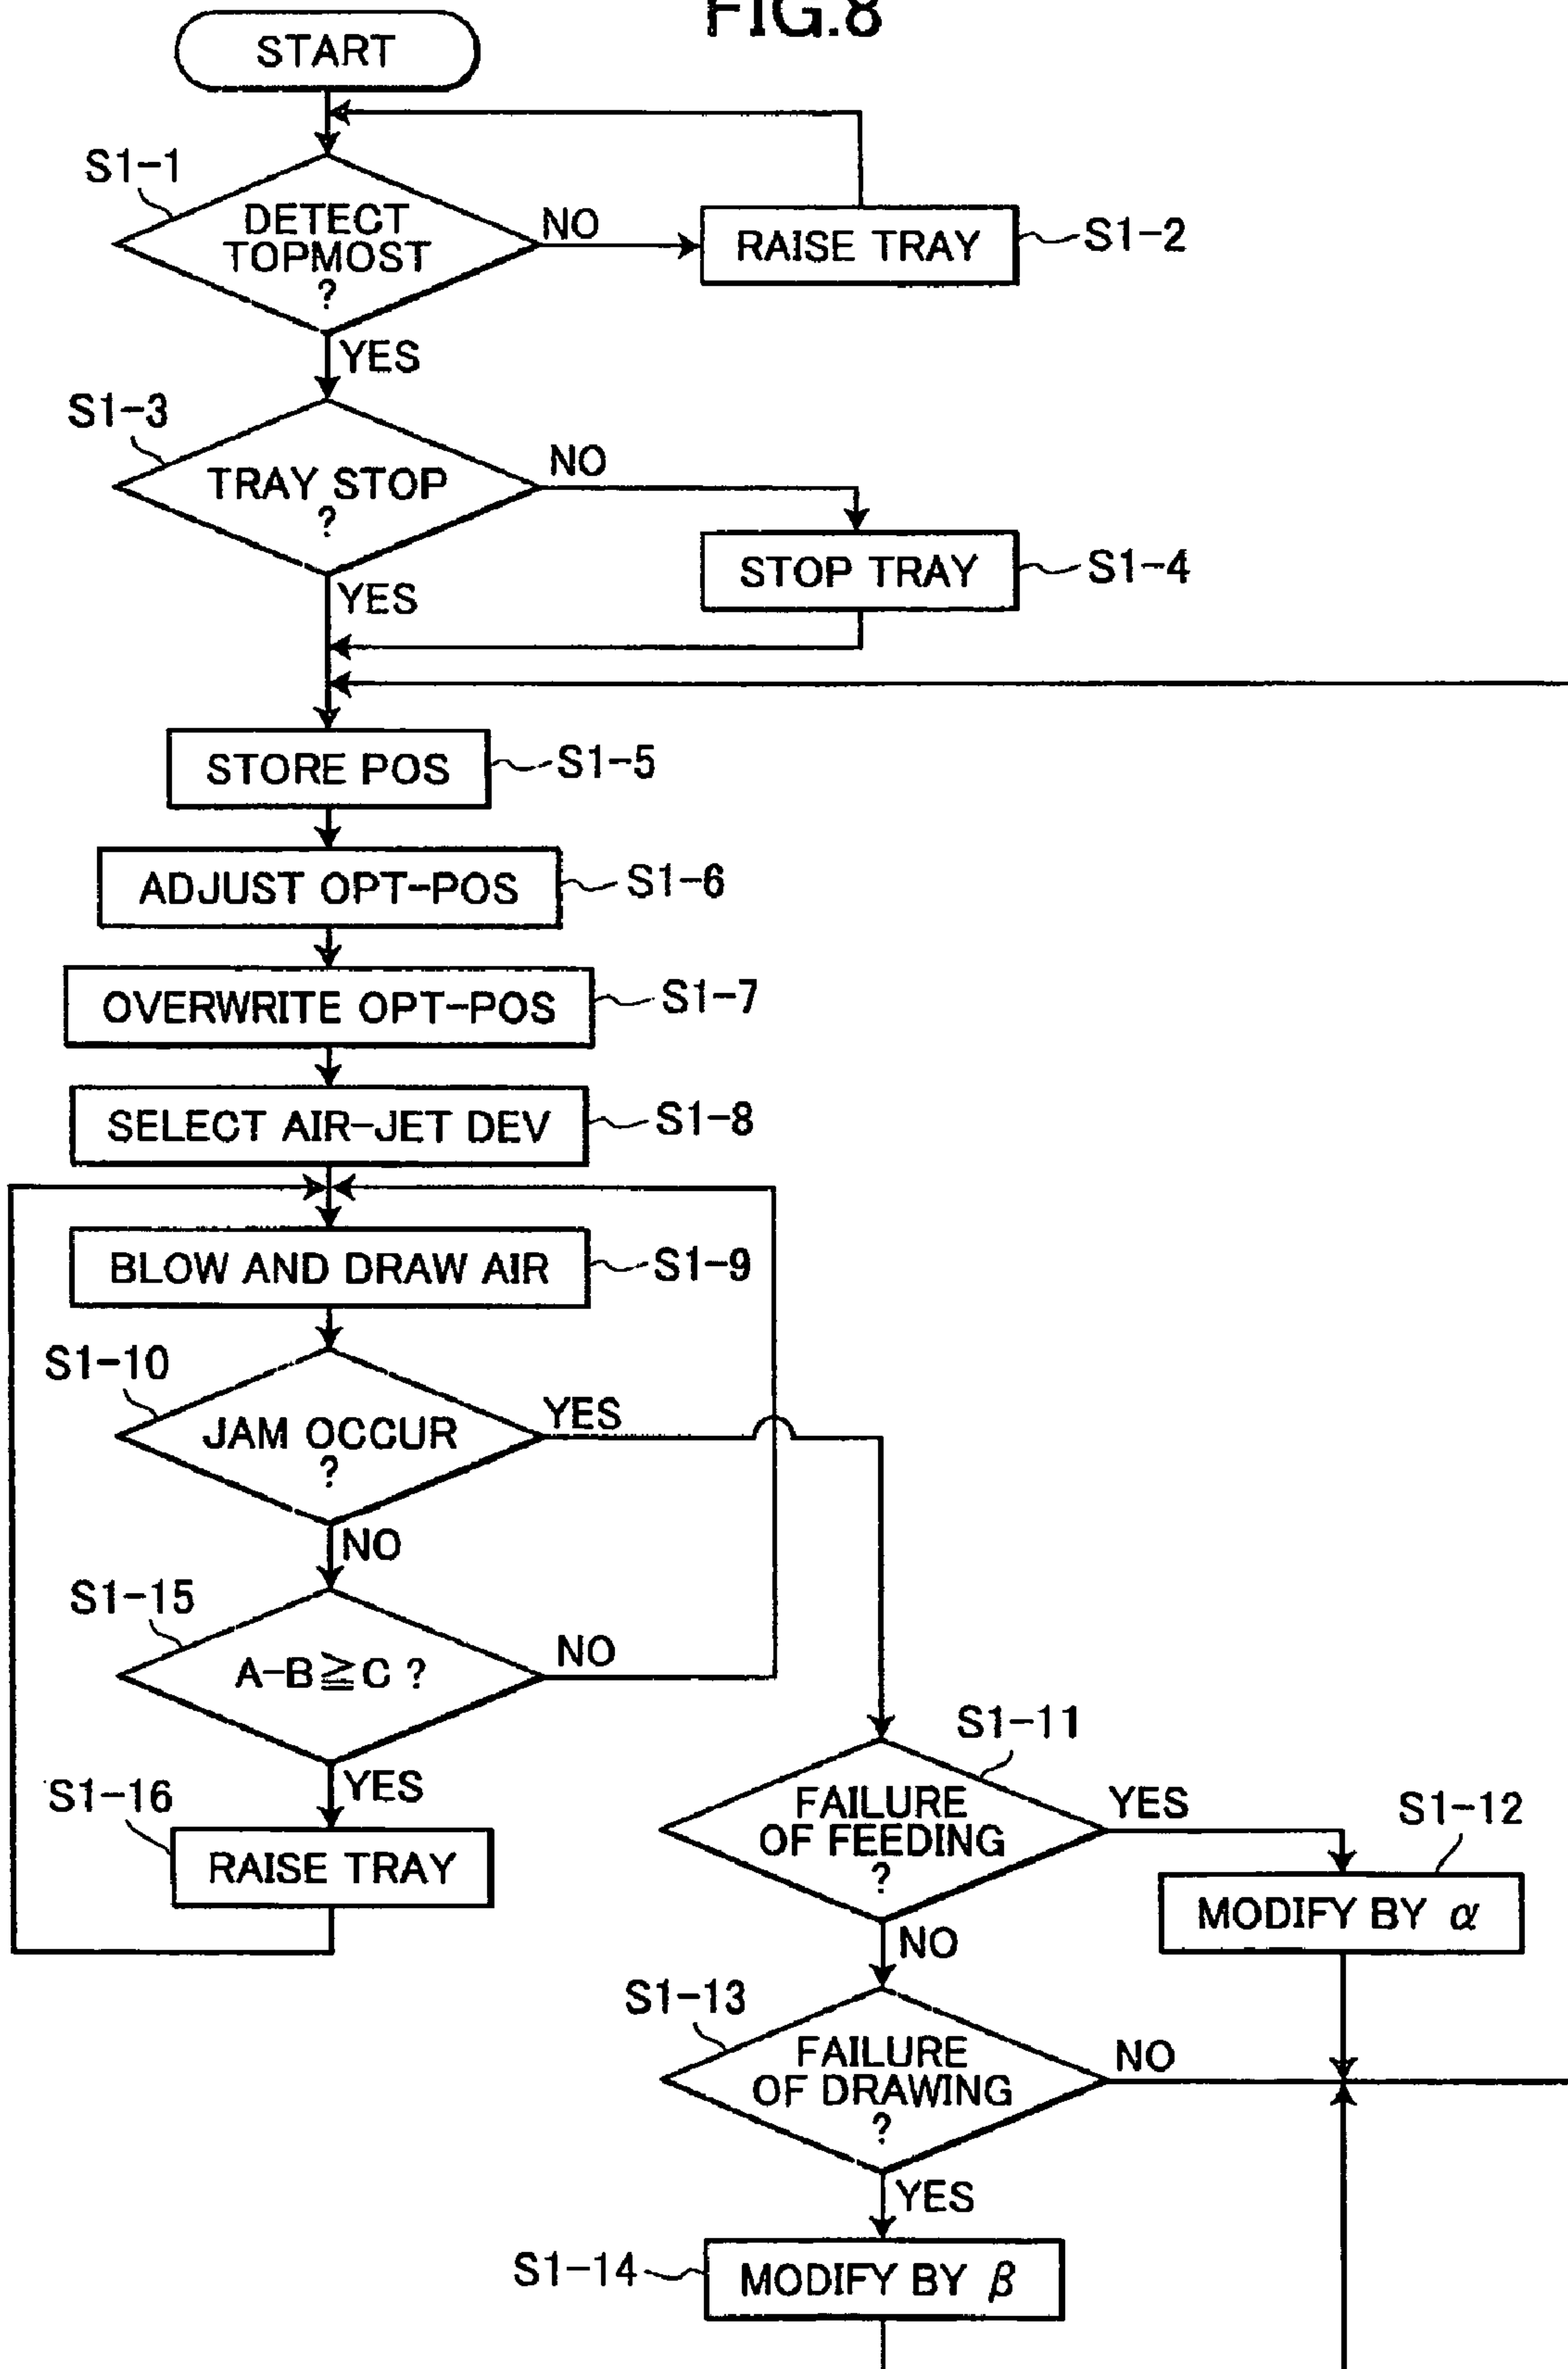 FIG.8
START
S1-1
DETECT
TOPMOST
?
NO
RAISE TRAY
S1-2
YES
S1-3
TRAY STOP
?
NO
STOP TRAY
S1-4
YES
STORE POS
S1-5
ADJUST OPT-POS
S1-6
OVERWRITE OPT-POS
S1-7
SELECT AIR-JET DEV
S1-8
BLOW AND DRAW AIR
S1-9
S1-10
JAM OCCUR
?
YES
NO
S1-15
A-B≧C ?
NO
YES
S1-16
RAISE TRAY
S1-11
FAILURE
OF FEEDING
?
YES
S1-12
MODIFY BY α
NO
S1-13
FAILURE
OF DRAWING
?
NO
YES
S1-14
MODIFY BY β